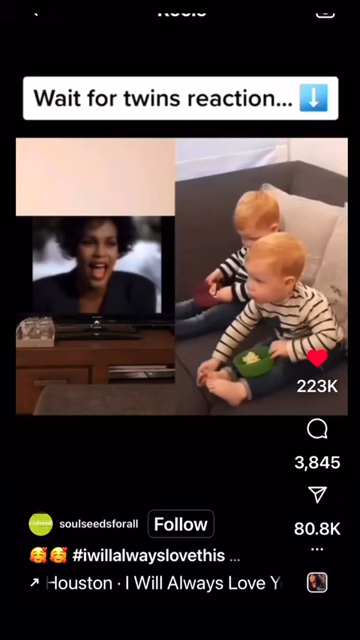 Wait for twins reaction... ⬇️
223K
3,845
80.8K
soulseedsforall
Follow
🥰🥰 #iwillalwayslovethis ...
Houston · I Will Always Love Y